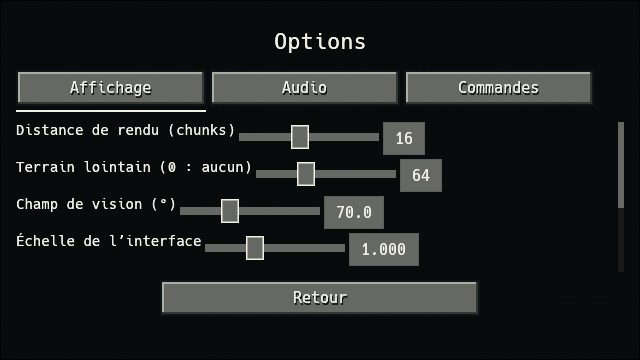 Options
Affichage Audio Commandes
Distance de rendu (chunks) 16
Terrain lointain (0 : aucun) 64
Champ de vision (°) 70.0
Échelle de l’interface 1.000
Retour